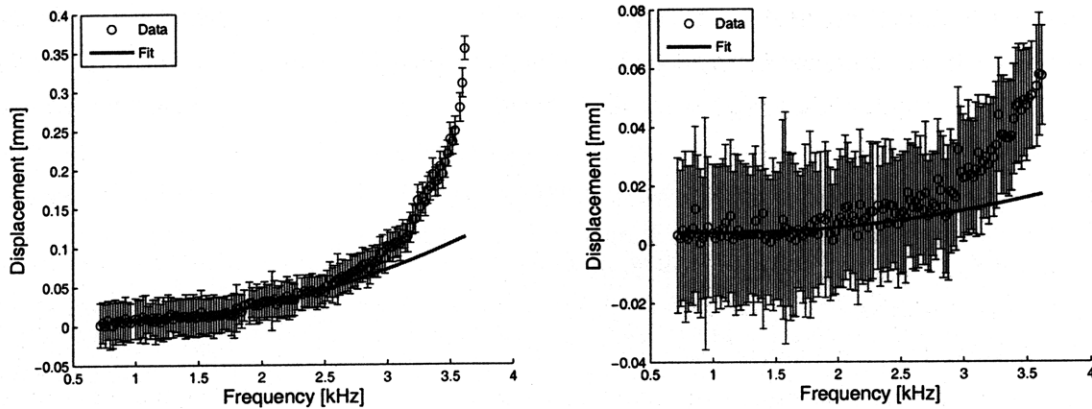 0.4
0.35
0.3
0.25
0.2
0.15
0.1
0.05
0
-0.05
Displacement [mm]
Data
Fit
0.5 1 1.5 2 2.5 3 3.5 4
Frequency [kHz]
0.08
0.06
0.04
0.02
0
-0.02
-0.04
Displacement [mm]
Data
Fit
0.5 1 1.5 2 2.5 3 3.5 4
Frequency [kHz]